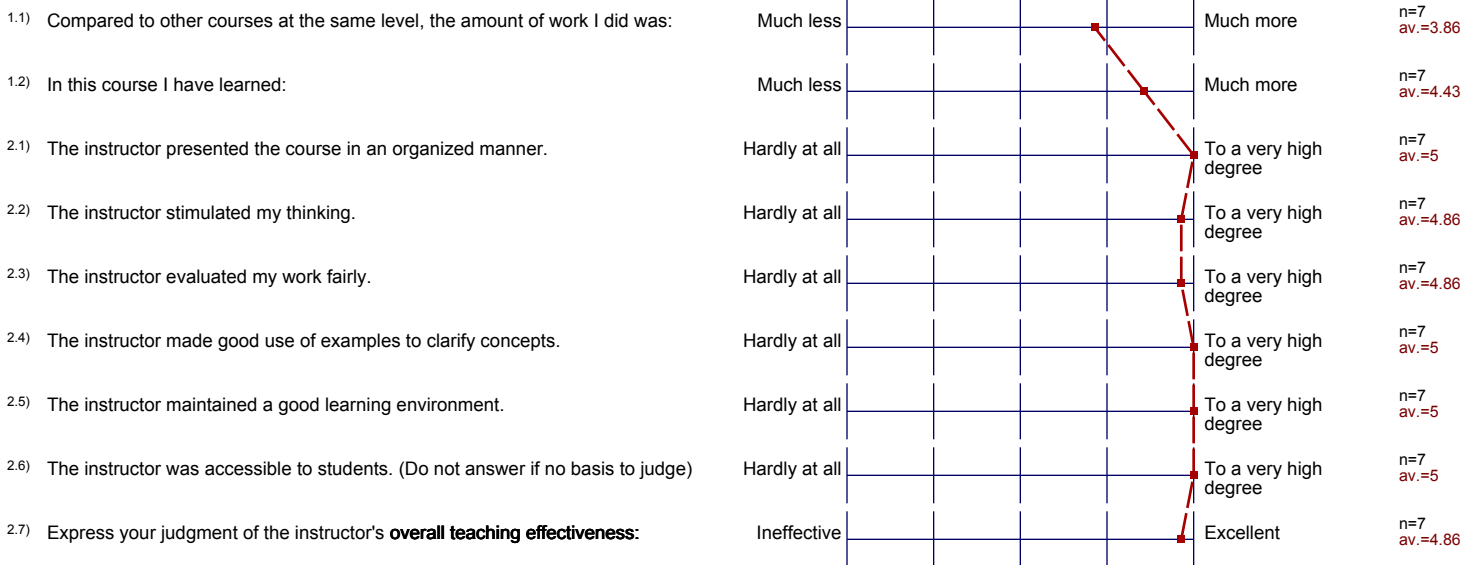 1.1) Compared to other courses at the same level, the amount of work I did was: Much less Much more n=7 av.=3.86
1.2) In this course I have learned: Much less Much more n=7 av.=4.43
2.1) The instructor presented the course in an organized manner. Hardly at all To a very high degree n=7 av.=5
2.2) The instructor stimulated my thinking. Hardly at all To a very high degree n=7 av.=4.86
2.3) The instructor evaluated my work fairly. Hardly at all To a very high degree n=7 av.=4.86
2.4) The instructor made good use of examples to clarify concepts. Hardly at all To a very high degree n=7 av.=5
2.5) The instructor maintained a good learning environment. Hardly at all To a very high degree n=7 av.=5
2.6) The instructor was accessible to students. (Do not answer if no basis to judge) Hardly at all To a very high degree n=7 av.=5
2.7) Express your judgment of the instructor's overall teaching effectiveness: Ineffective Excellent n=7 av.=4.86